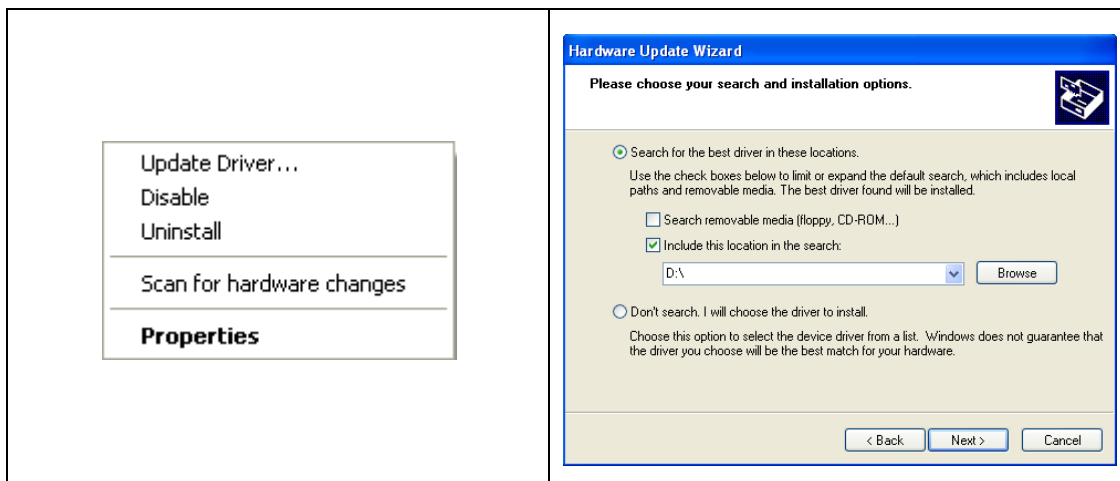 Update Driver...
Disable
Uninstall
Scan for hardware changes
Properties
Hardware Update Wizard
Please choose your search and installation options.
Search for the best driver in these locations.
Use the check boxes below to limit or expand the default search, which includes local
paths and removable media. The best driver found will be installed.
Search removable media (floppy, CD-ROM...)
Include this location in the search:
D:\
Browse
Don't search. I will choose the driver to install.
Choose this option to select the device driver from a list. Windows does not guarantee that
the driver you choose will be the best match for your hardware.
< Back
Next >
Cancel